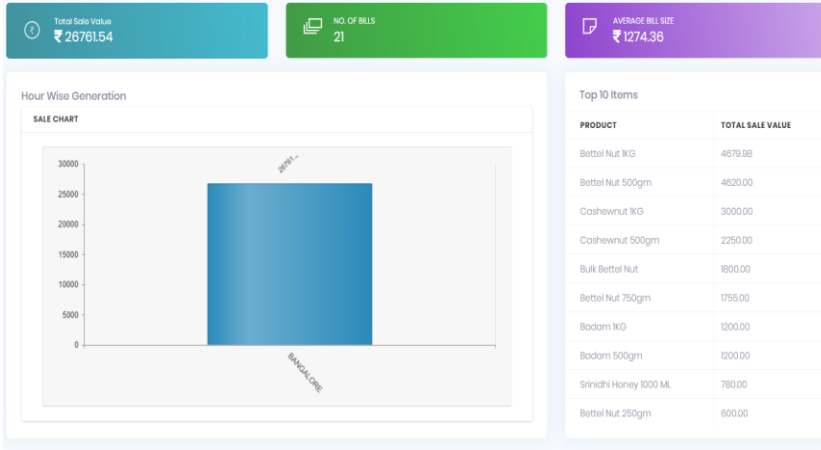 Total Sale Value
₹ 26761.54
NO. OF BILLS
21
AVERAGE BILL SIZE
₹ 1274.36
Hour Wise Generation
SALE CHART
30000
25000
20000
15000
10000
5000
0
26761...
BANGALORE
Top 10 Items
PRODUCT TOTAL SALE VALUE
Bettel Nut 1KG 4679.98
Bettel Nut 500gm 4620.00
Cashewnut 1KG 3000.00
Cashewnut 500gm 2250.00
Bulk Bettel Nut 1800.00
Bettel Nut 750gm 1755.00
Badam 1KG 1200.00
Badam 500gm 1200.00
Srinidhi Honey 1000 ML 780.00
Bettel Nut 250gm 600.00